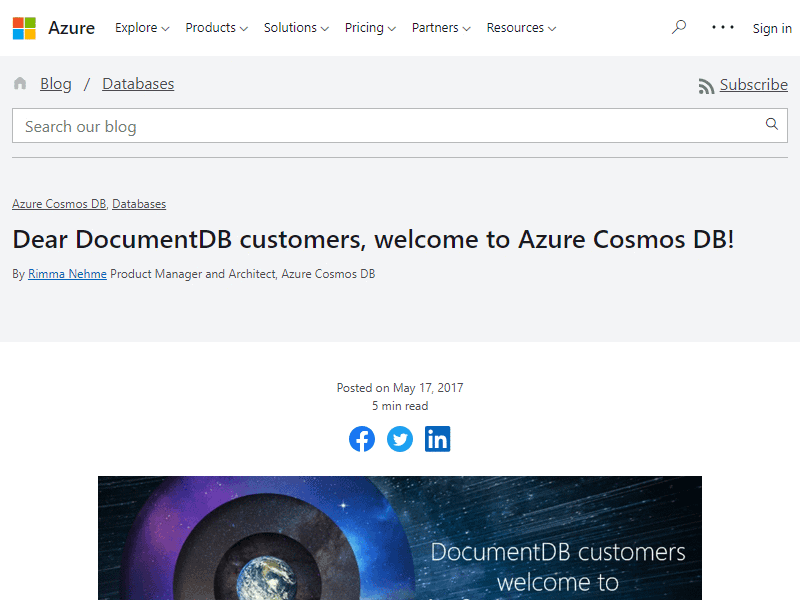 Azure Explore Products Solutions Pricing Partners Resources Sign in
Blog / Databases Subscribe
Search our blog
Azure Cosmos DB, Databases
Dear DocumentDB customers, welcome to Azure Cosmos DB!
By Rimma Nehme Product Manager and Architect, Azure Cosmos DB
Posted on May 17, 2017
5 min read
DocumentDB customers
welcome to